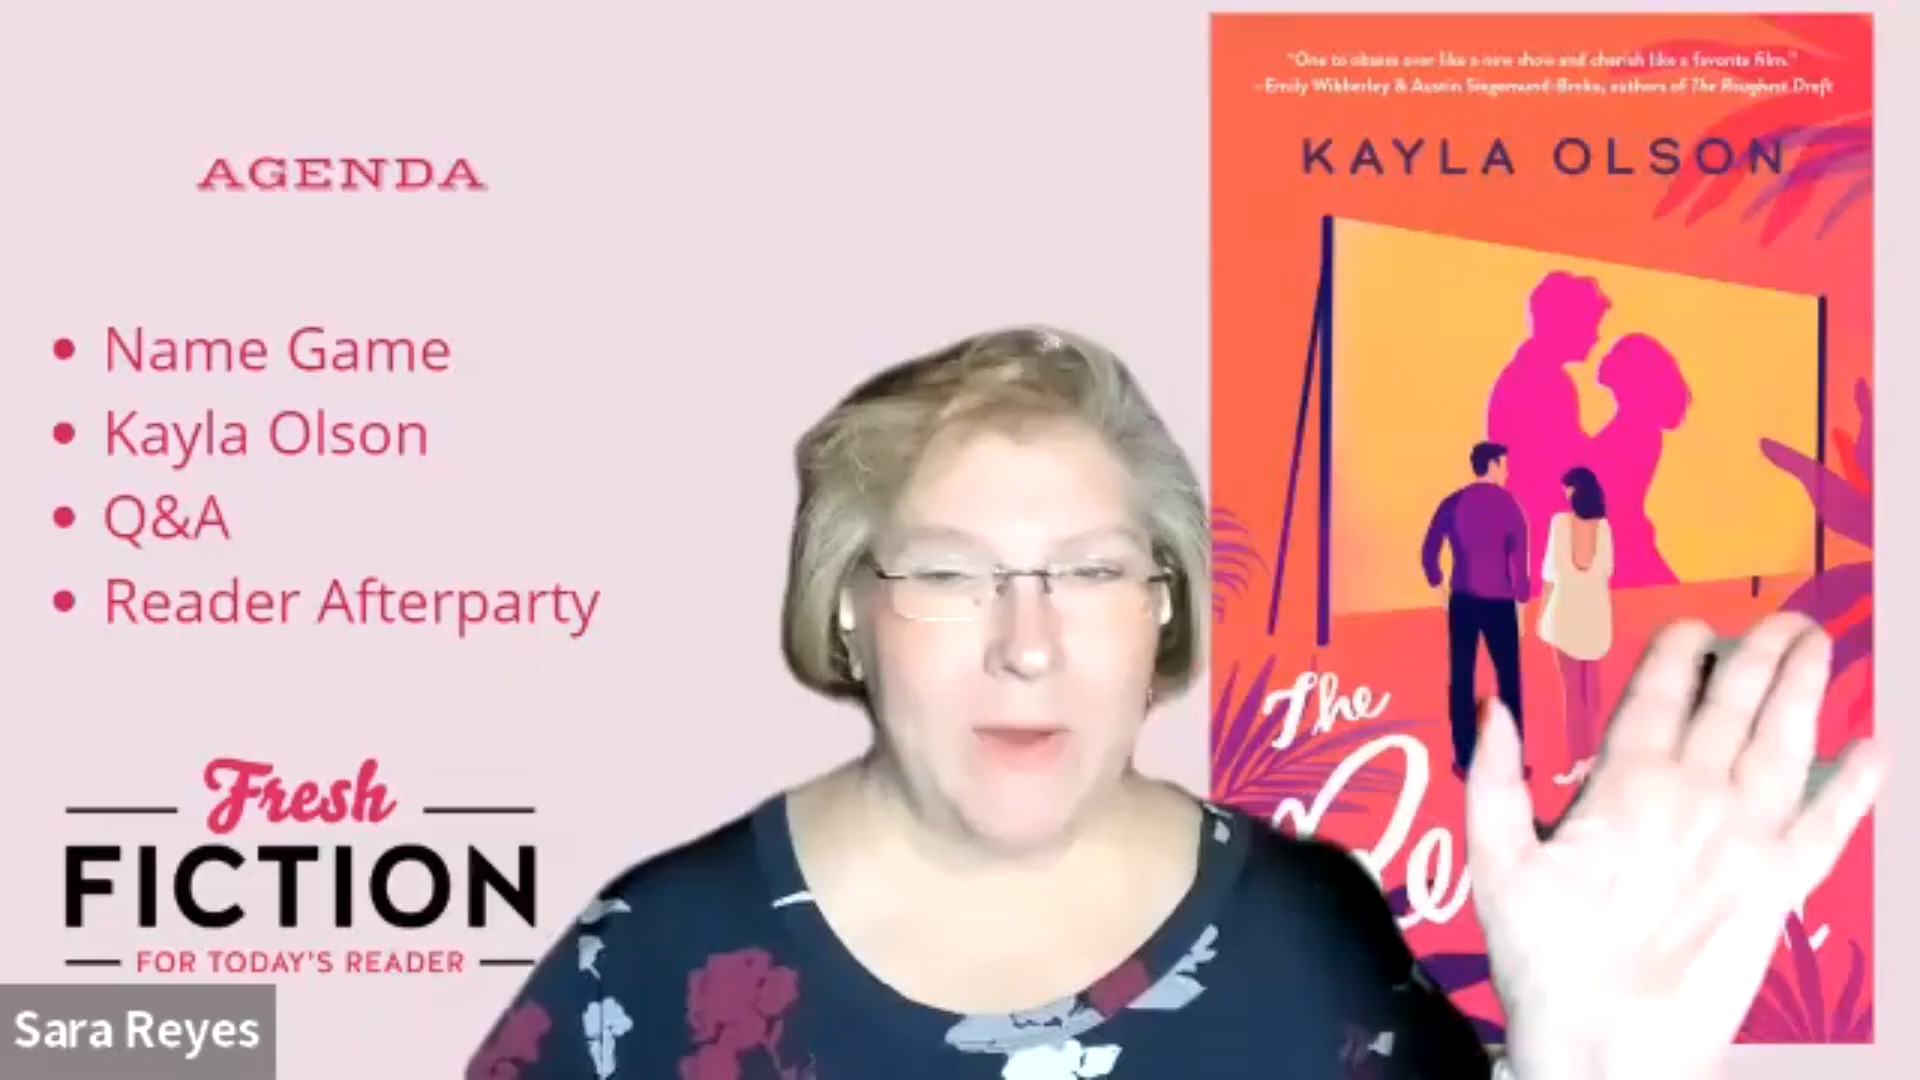 AGENDA
• Name Game
• Kayla Olson
• Q&A
• Reader Afterparty
Fresh
FICTION
FOR TODAY'S READER
Sara Reyes
"One to obsess over like a new show and cherish like a favorite film."
–Emily Wibberley & Austin Siegemund-Broka, authors of The Roughest Draft
KAYLA OLSON
The